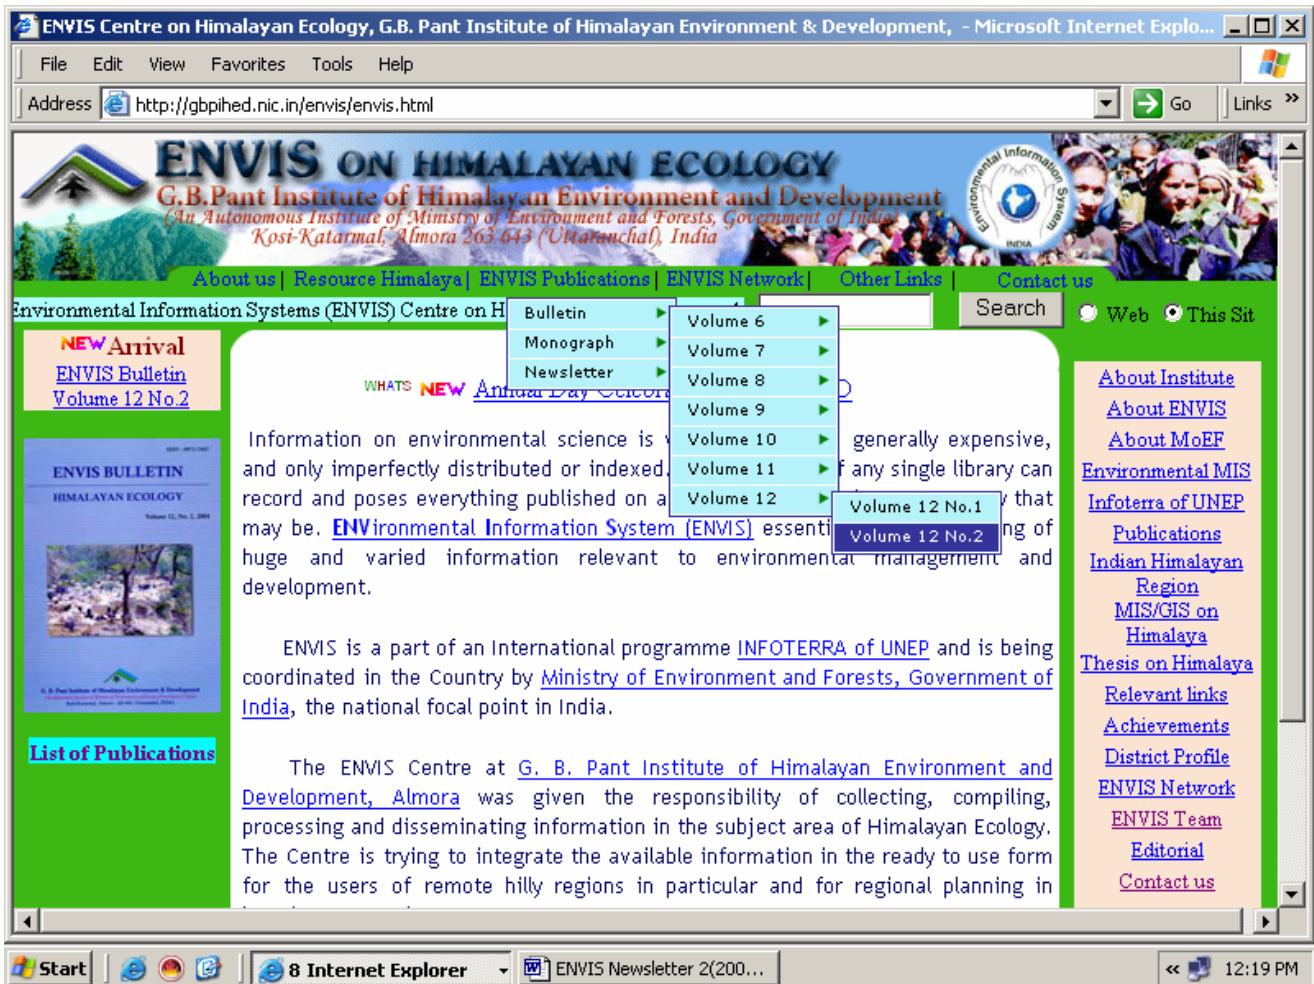 ENVIS Centre on Himalayan Ecology, G.B. Pant Institute of Himalayan Environment & Development, - Microsoft Internet Explo...
File Edit View Favorites Tools Help
Address http://gbpihed.nic.in/envis/envis.html Go Links »
ENVIS ON HIMALAYAN ECOLOGY
G.B.Pant Institute of Himalayan Environment and Development
(An Autonomous Institute of Ministry of Environment and Forests, Government of India)
Kosi-Katarmal, Almora 263 643 (Uttaranchal), India
Environmental Information System
INDIA
About us| Resource Himalaya| ENVIS Publications| ENVIS Network| Other Links | Contact us
Environmental Information Systems (ENVIS) Centre on H
Search Web This Sit
Bulletin
Monograph
Newsletter
Volume 6
Volume 7
Volume 8
Volume 9
Volume 10
Volume 11
Volume 12
Volume 12 No.1
Volume 12 No.2
NEW Arrival
ENVIS Bulletin
Volume 12 No.2
ENVIS BULLETIN
HIMALAYAN ECOLOGY
Volume 12, No. 2, 2004
List of Publications
WHATS NEW Annual Day
Information on environmental science is generally expensive,
and only imperfectly distributed or indexed. f any single library can
record and poses everything published on a that
may be. ENVironmental Information System (ENVIS) essenti ng of
huge and varied information relevant to environmental management and
development.
ENVIS is a part of an International programme INFOTERRA of UNEP and is being
coordinated in the Country by Ministry of Environment and Forests, Government of
India, the national focal point in India.
The ENVIS Centre at G. B. Pant Institute of Himalayan Environment and
Development, Almora was given the responsibility of collecting, compiling,
processing and disseminating information in the subject area of Himalayan Ecology.
The Centre is trying to integrate the available information in the ready to use form
for the users of remote hilly regions in particular and for regional planning in
About Institute
About ENVIS
About MoEF
Environmental MIS
Infoterra of UNEP
Publications
Indian Himalayan
Region
MIS/GIS on
Himalaya
Thesis on Himalaya
Relevant links
Achievements
District Profile
ENVIS Network
ENVIS Team
Editorial
Contact us
Start 8 Internet Explorer ENVIS Newsletter 2(200... « 12:19 PM